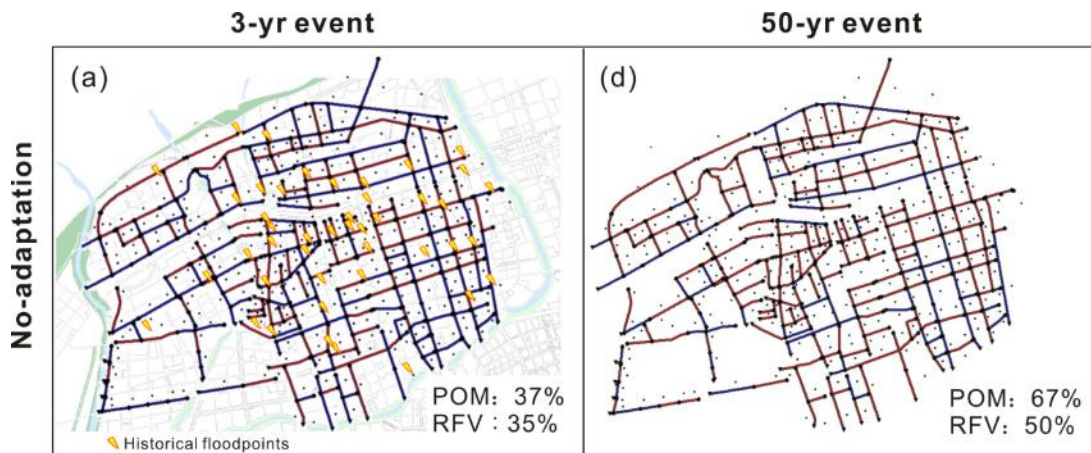 3-yr event
50-yr event
No-adaptation
(a)
POM: 37%
RFV：35%
Historical floodpoints
(d)
POM: 67%
RFV: 50%